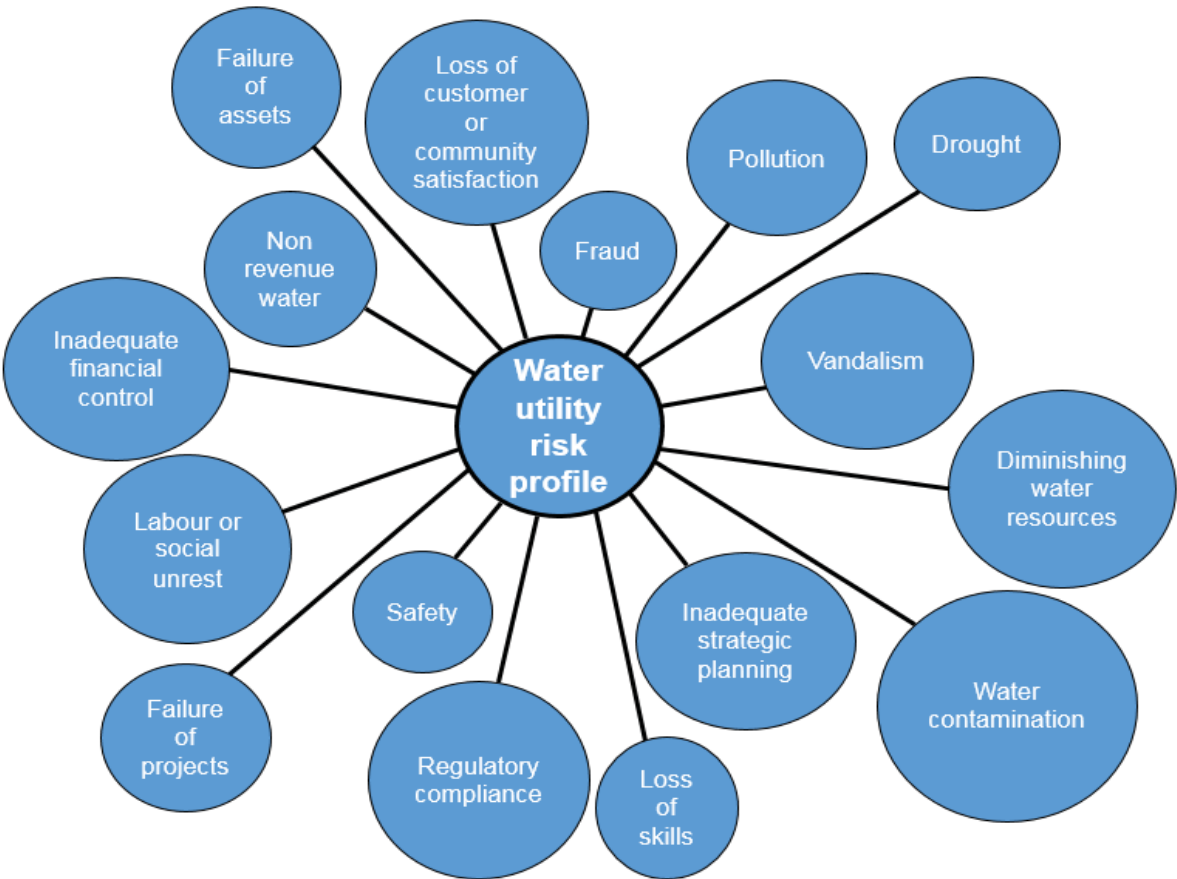 Failure
of
assets
Loss of
customer
or
community
satisfaction
Pollution
Drought
Non
revenue
water
Fraud
Inadequate
financial
control
Water
utility
risk
profile
Vandalism
Diminishing
water
resources
Labour or
social
unrest
Safety
Inadequate
strategic
planning
Water
contamination
Failure
of
projects
Regulatory
compliance
Loss
of
skills